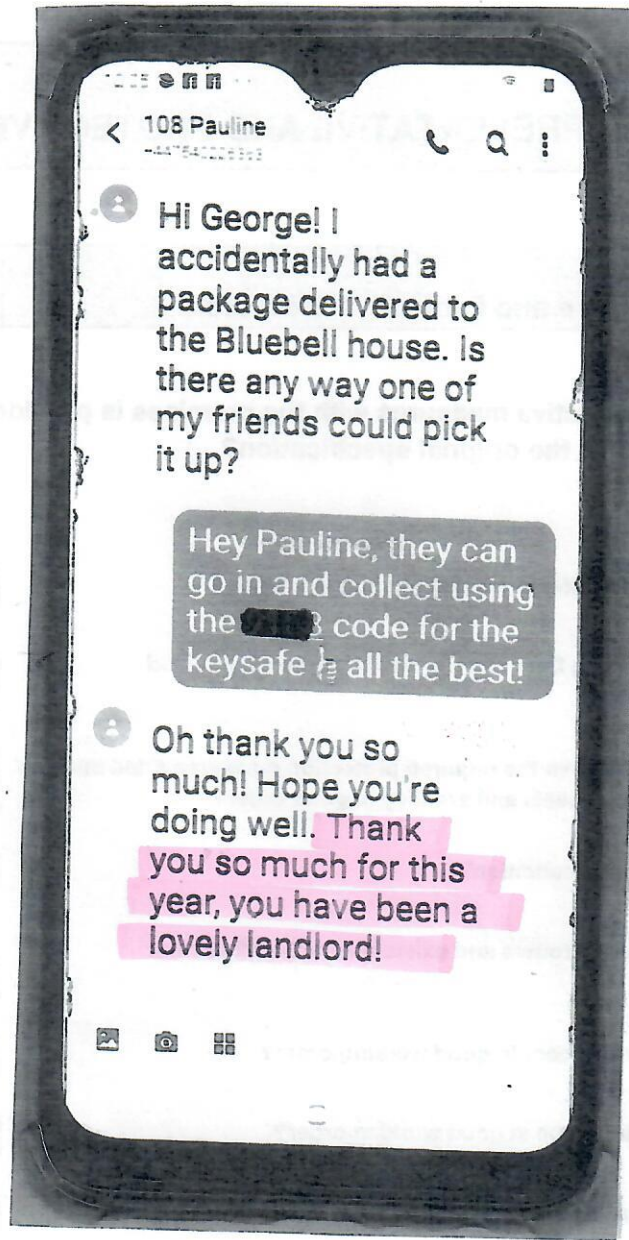 108 Pauline
Hi George! I
accidentally had a
package delivered to
the Bluebell house. Is
there any way one of
my friends could pick
it up?
Hey Pauline, they can
go in and collect using
the code for the
keysafe 👍 all the best!
Oh thank you so
much! Hope you're
doing well. Thank
you so much for this
year, you have been a
lovely landlord!